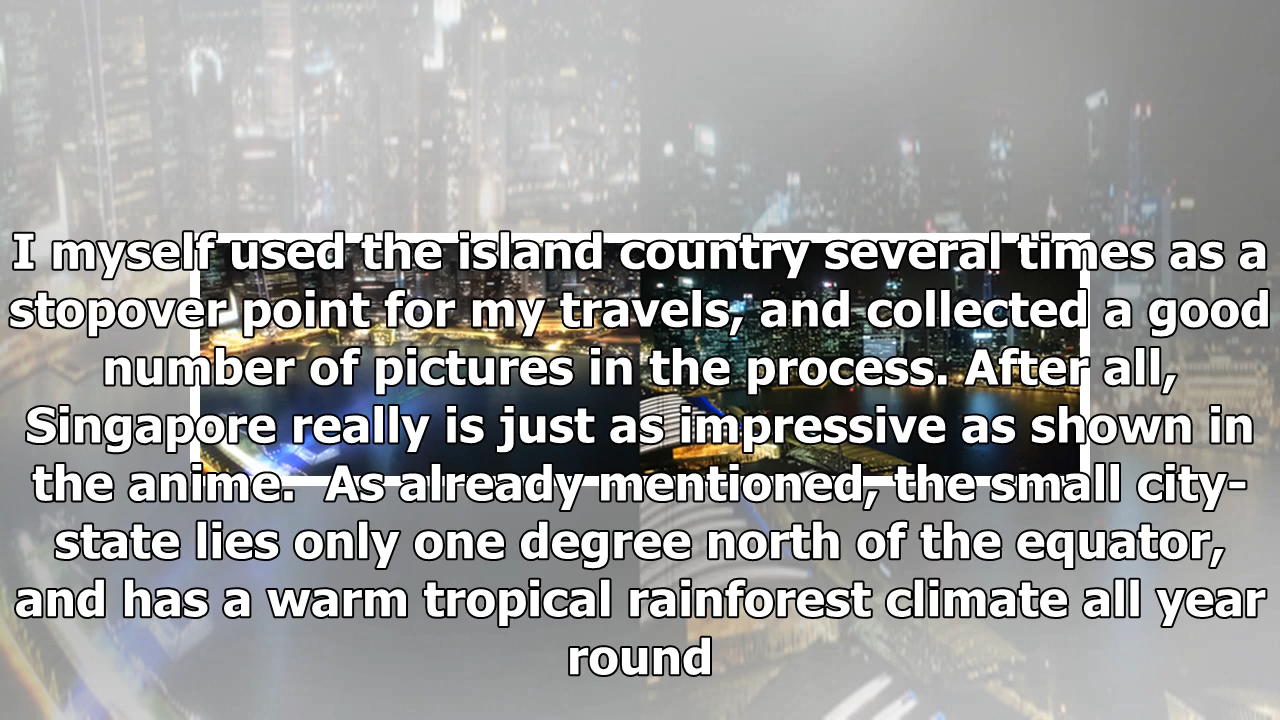 I myself used the island country several times as a
stopover point for my travels, and collected a good
number of pictures in the process. After all,
Singapore really is just as impressive as shown in
the anime.  As already mentioned, the small city-
state lies only one degree north of the equator,
and has a warm tropical rainforest climate all year
round